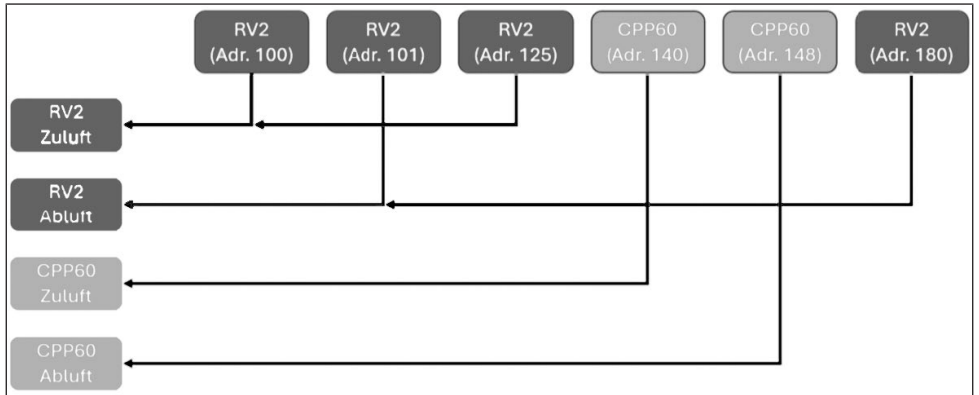 RV2
(Adr. 100)
RV2
(Adr. 101)
RV2
(Adr. 125)
CPP60
(Adr. 140)
CPP60
(Adr. 148)
RV2
(Adr. 180)
RV2
Zuluft
RV2
Abluft
CPP60
Zuluft
CPP60
Abluft